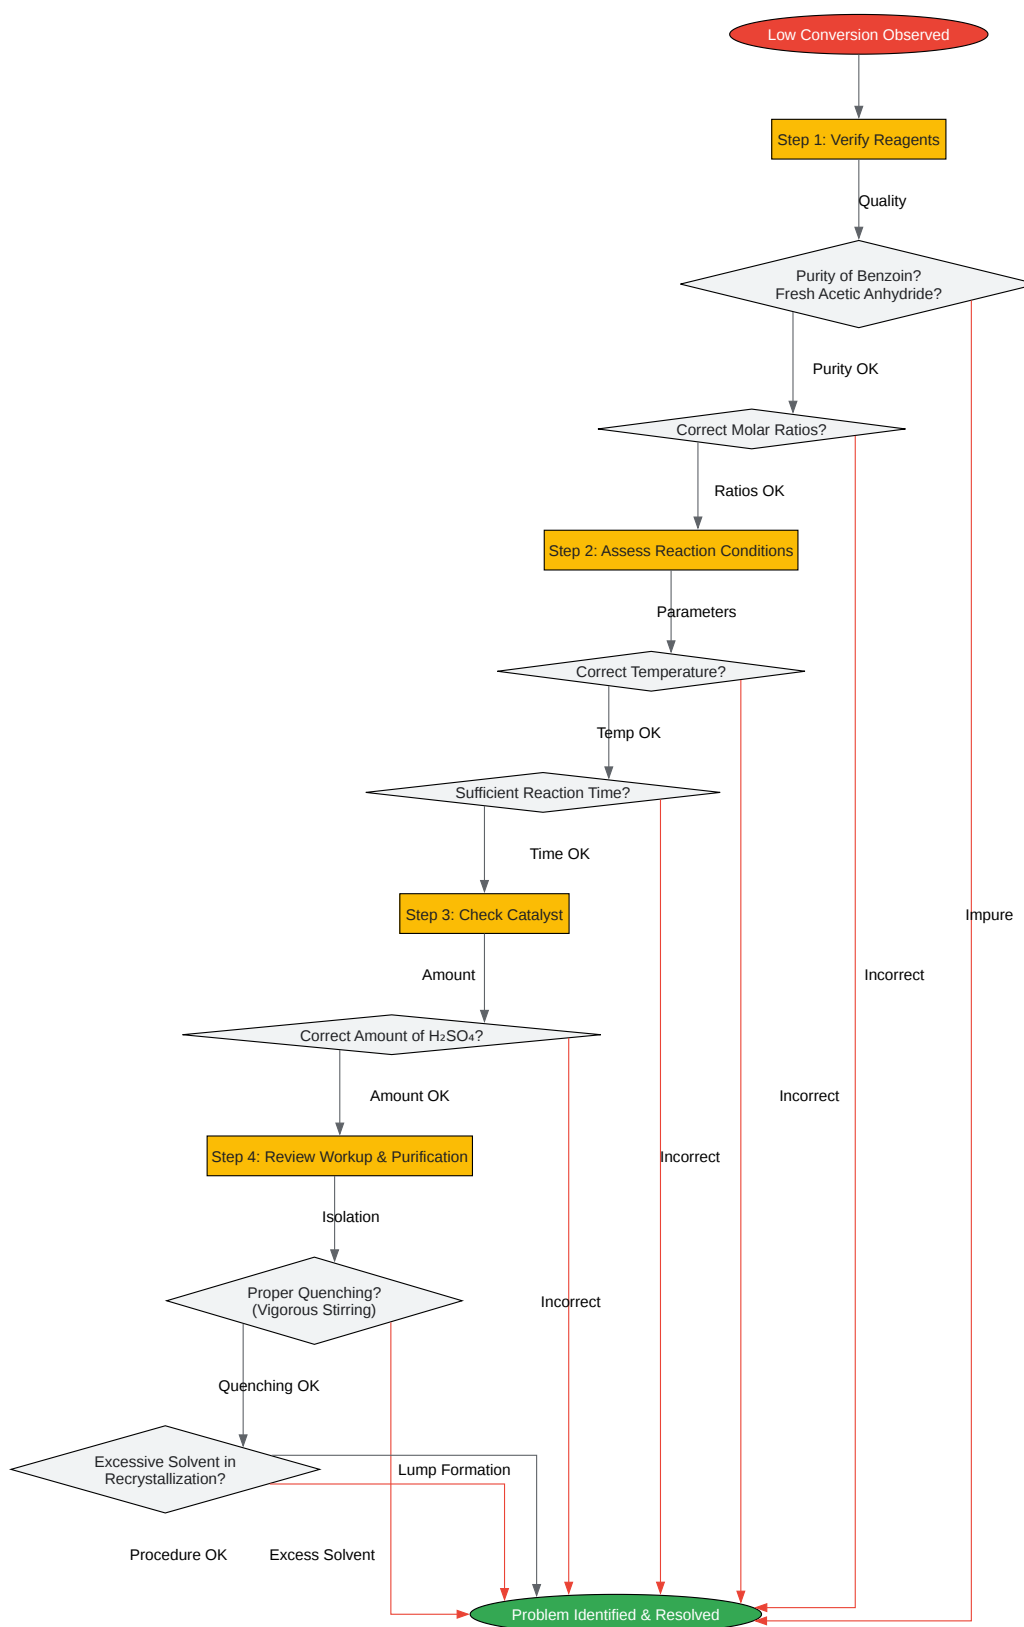 Low Conversion Observed
Step 1: Verify Reagents
Quality
Purity of Benzoin?
Fresh Acetic Anhydride?
Purity OK
Correct Molar Ratios?
Ratios OK
Step 2: Assess Reaction Conditions
Parameters
Correct Temperature?
Temp OK
Sufficient Reaction Time?
Time OK
Step 3: Check Catalyst
Impure
Amount
Incorrect
Correct Amount of H₂SO₄?
Amount OK
Incorrect
Step 4: Review Workup & Purification
Incorrect
Isolation
Proper Quenching?
(Vigorous Stirring)
Incorrect
Quenching OK
Excessive Solvent in
Recrystallization?
Lump Formation
Procedure OK
Excess Solvent
Problem Identified & Resolved